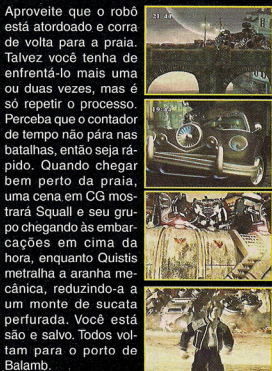 Aproveite que o robô
está atordoado e corra
de volta para a praia.
Talvez você tenha de
enfrentá-lo mais uma
ou duas vezes, mas é
só repetir o processo.
Perceba que o contador
de tempo não pára nas
batalhas, então seja rá-
pido. Quando chegar
bem perto da praia,
uma cena em CG mos-
trará Squall e seu gru-
po chegando às embar-
cações em cima da
hora, enquanto Quistis
metralha a aranha me-
cânica, reduzindo-a a
um monte de sucata
perfurada. Você está
são e salvo. Todos vol-
tam para o porto de
Balamb.